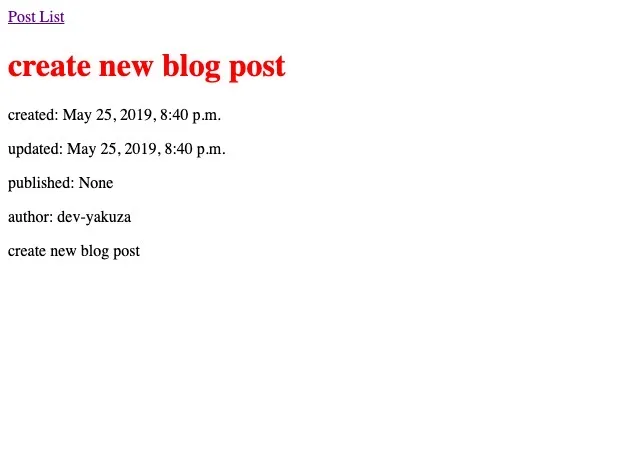 Post List
create new blog post
created: May 25, 2019, 8:40 p.m.
updated: May 25, 2019, 8:40 p.m.
published: None
author: dev-yakuza
create new blog post